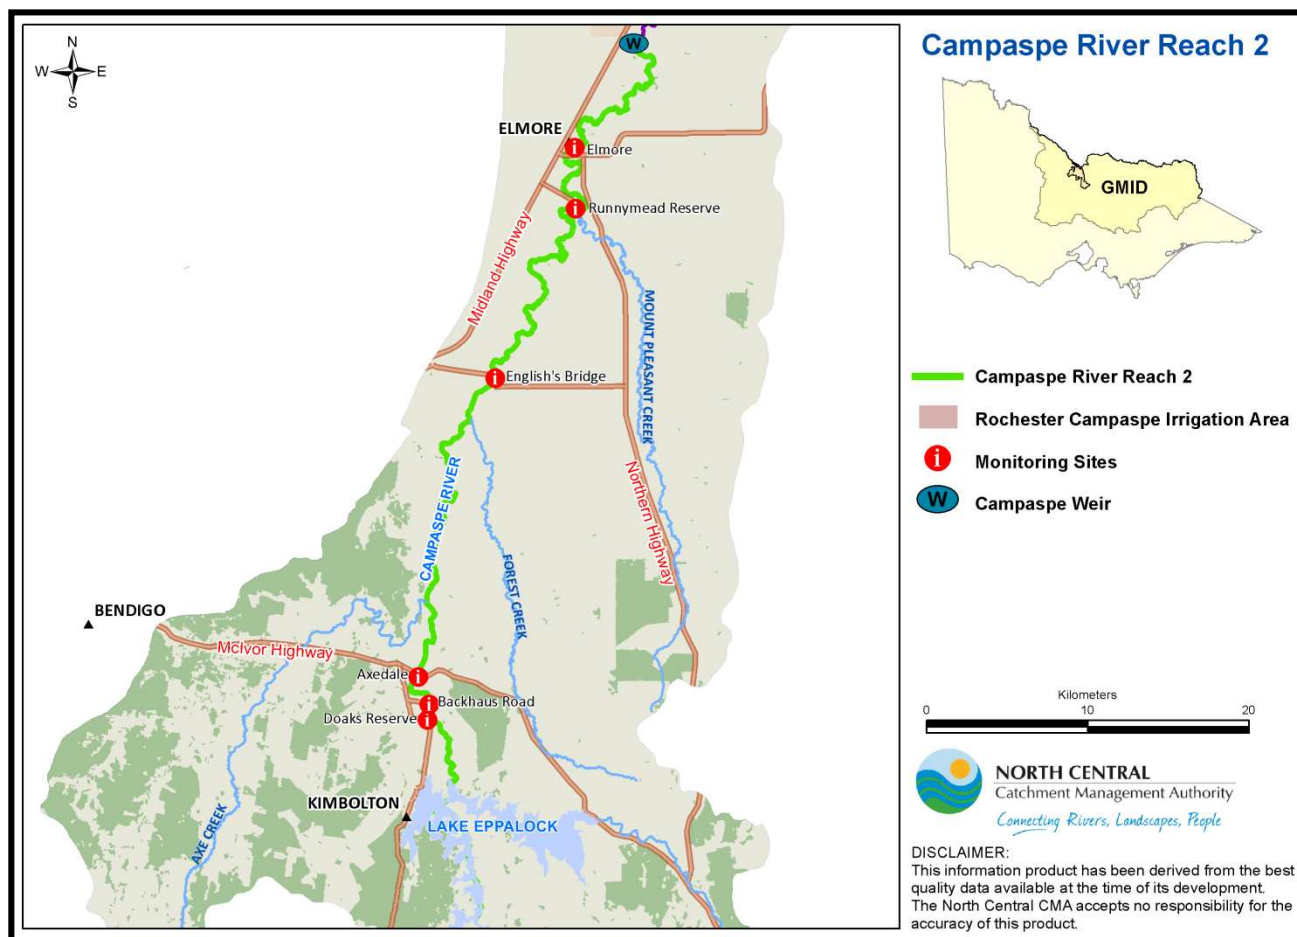 Campaspe River Reach 2
N
W E
S
W
ELMORE
i Elmore
i Runnymead Reserve
Midland Highway
MOUNT PLEASANT CREEK
i English's Bridge
CAMPASPE RIVER
Northern Highway
FOREST CREEK
BENDIGO
McIvor Highway
Axedale i
i Backhaus Road
Doaks Reserve i
KIMBOLTON
LAKE EPPALOCK
AXE CREEK
GMID
Campaspe River Reach 2
Rochester Campaspe Irrigation Area
i Monitoring Sites
W Campaspe Weir
Kilometers
0 10 20
NORTH CENTRAL
Catchment Management Authority
Connecting Rivers, Landscapes, People
DISCLAIMER:
This information product has been derived from the best
quality data available at the time of its development.
The North Central CMA accepts no responsibility for the
accuracy of this product.